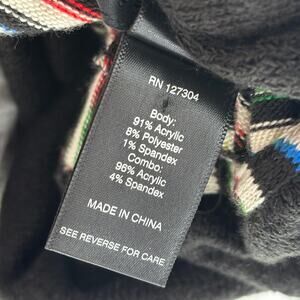 RN 127304
Body:
91% Acrylic
8% Polyester
1% Spandex
Combo:
96% Acrylic
4% Spandex
MADE IN CHINA
SEE REVERSE FOR CARE